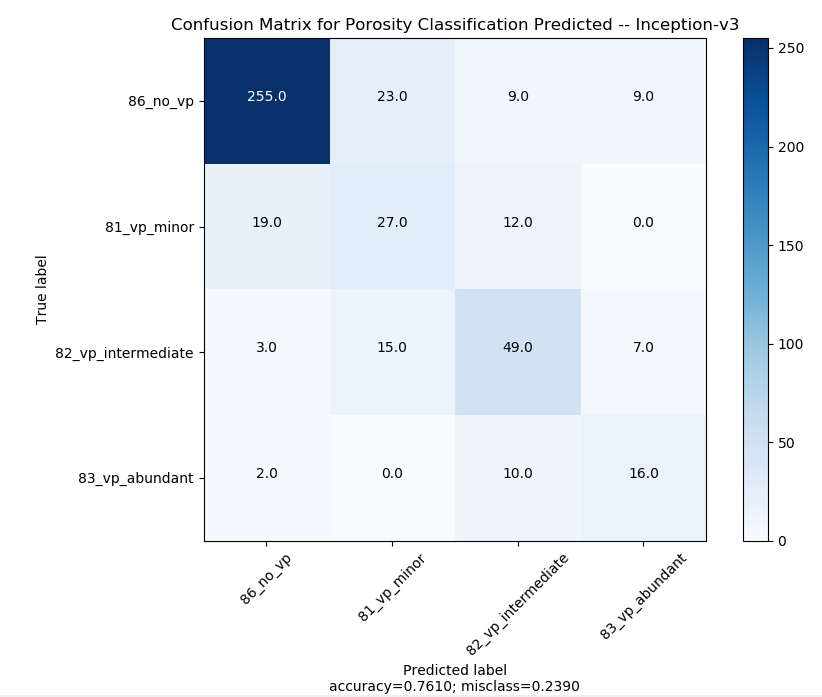 Confusion Matrix for Porosity Classification Predicted -- Inception-v3
86_no_vp
255.0 23.0 9.0 9.0
81_vp_minor
19.0 27.0 12.0 0.0
82_vp_intermediate
3.0 15.0 49.0 7.0
83_vp_abundant
2.0 0.0 10.0 16.0
True label
86_no_vp
81_vp_minor
82_vp_intermediate
83_vp_abundant
Predicted label
accuracy=0.7610; misclass=0.2390
250
200
150
100
50
0